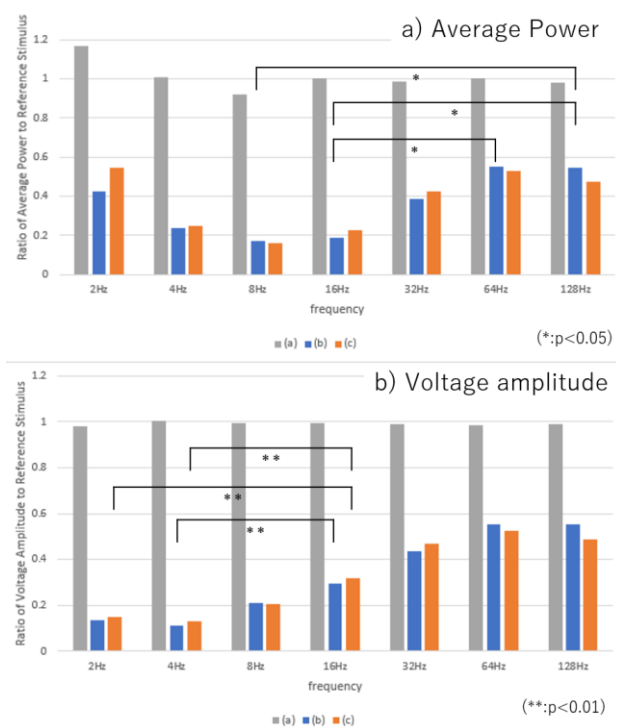 a) Average Power
Ratio of Average Power to Reference Stimulus
1.2
1
0.8
0.6
0.4
0.2
0
*
*
*
2Hz 4Hz 8Hz 16Hz 32Hz 64Hz 128Hz
frequency
(a) (b) (c)
(*:p<0.05)
b) Voltage amplitude
Ratio of Voltage Amplitude to Reference Stimulus
1.2
1
0.8
0.6
0.4
0.2
0
**
**
**
2Hz 4Hz 8Hz 16Hz 32Hz 64Hz 128Hz
frequency
(a) (b) (c)
(**:p<0.01)